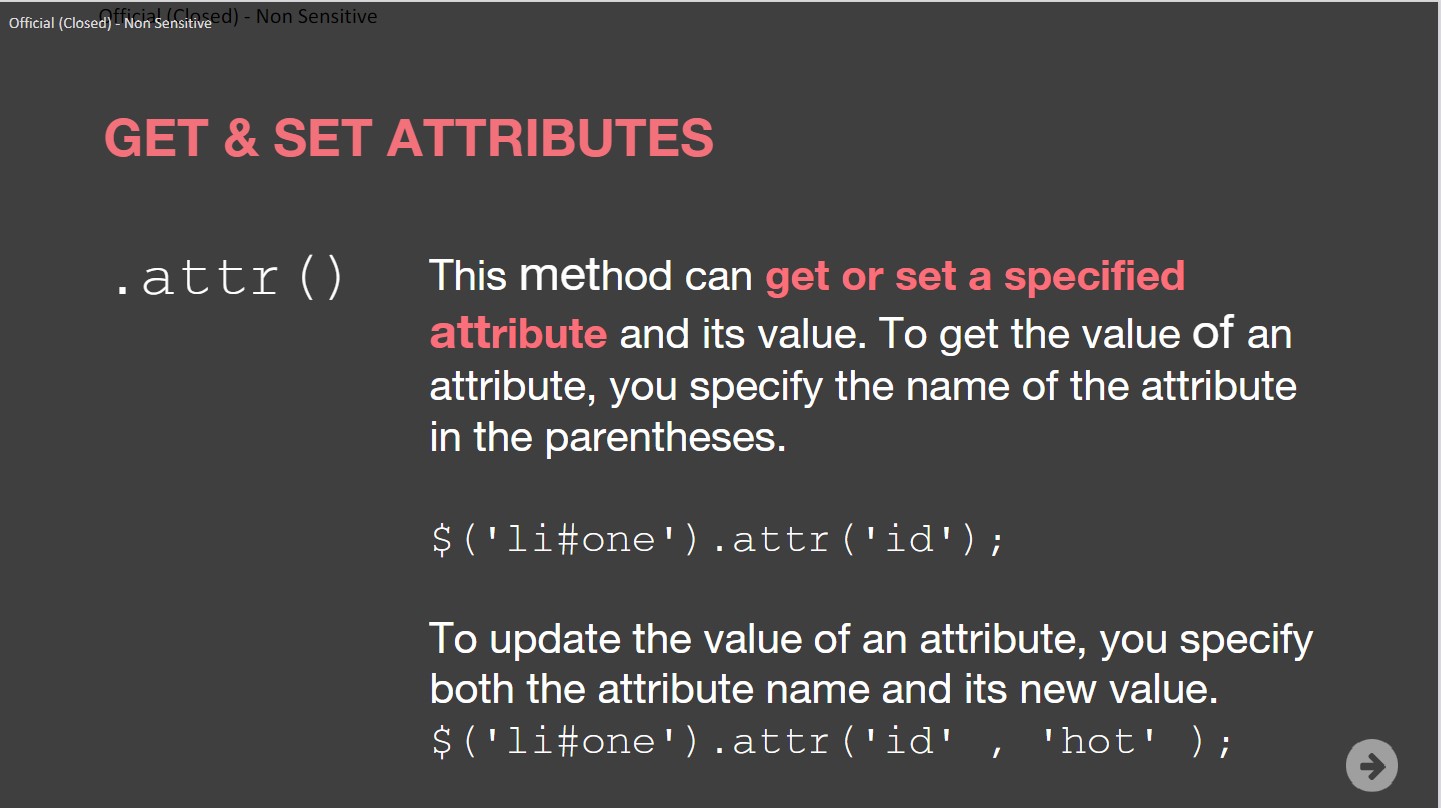 Official (Closed) - Non Sensitive
Official (Closed) - Non Sensitive
GET & SET ATTRIBUTES
.attr()
This method can get or set a specified
attribute and its value. To get the value of an
attribute, you specify the name of the attribute
in the parentheses.
$('li#one').attr('id');
To update the value of an attribute, you specify
both the attribute name and its new value.
$('li#one').attr('id' , 'hot' );